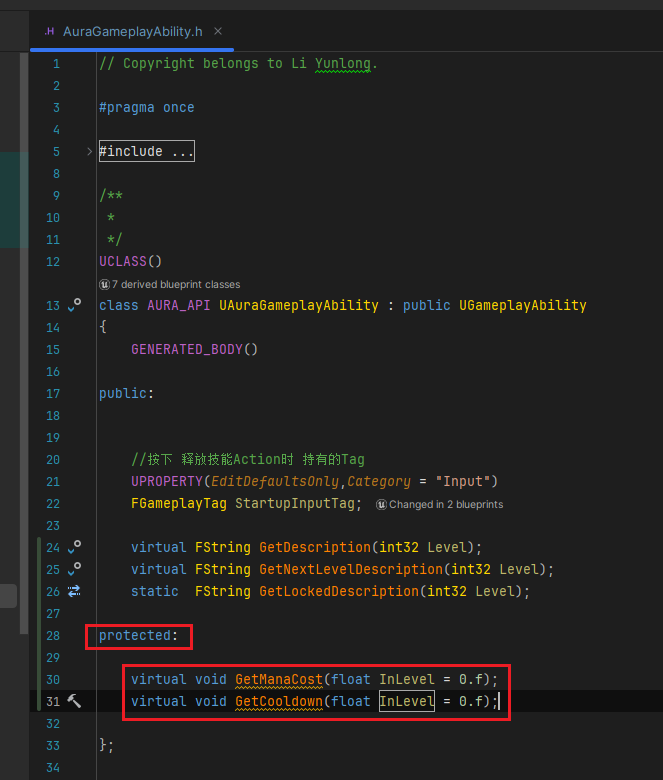 .H AuraGameplayAbility.h ×
1 // Copyright belongs to Li Yunlong.
2
3 #pragma once
4
5 #include ...
8
9 /**
10 *
11 */
12 UCLASS()
7 derived blueprint classes
13 class AURA_API UAuraGameplayAbility : public UGameplayAbility
14 {
15 GENERATED_BODY()
16
17 public:
18
19
20 //按下 释放技能Action时 持有的Tag
21 UPROPERTY(EditDefaultsOnly,Category = "Input")
22 FGameplayTag StartupInputTag; Changed in 2 blueprints
23
24 virtual FString GetDescription(int32 Level);
25 virtual FString GetNextLevelDescription(int32 Level);
26 static FString GetLockedDescription(int32 Level);
27
28 protected:
29
30 virtual void GetManaCost(float InLevel = 0.f);
31 virtual void GetCooldown(float InLevel = 0.f);
32
33 };
34